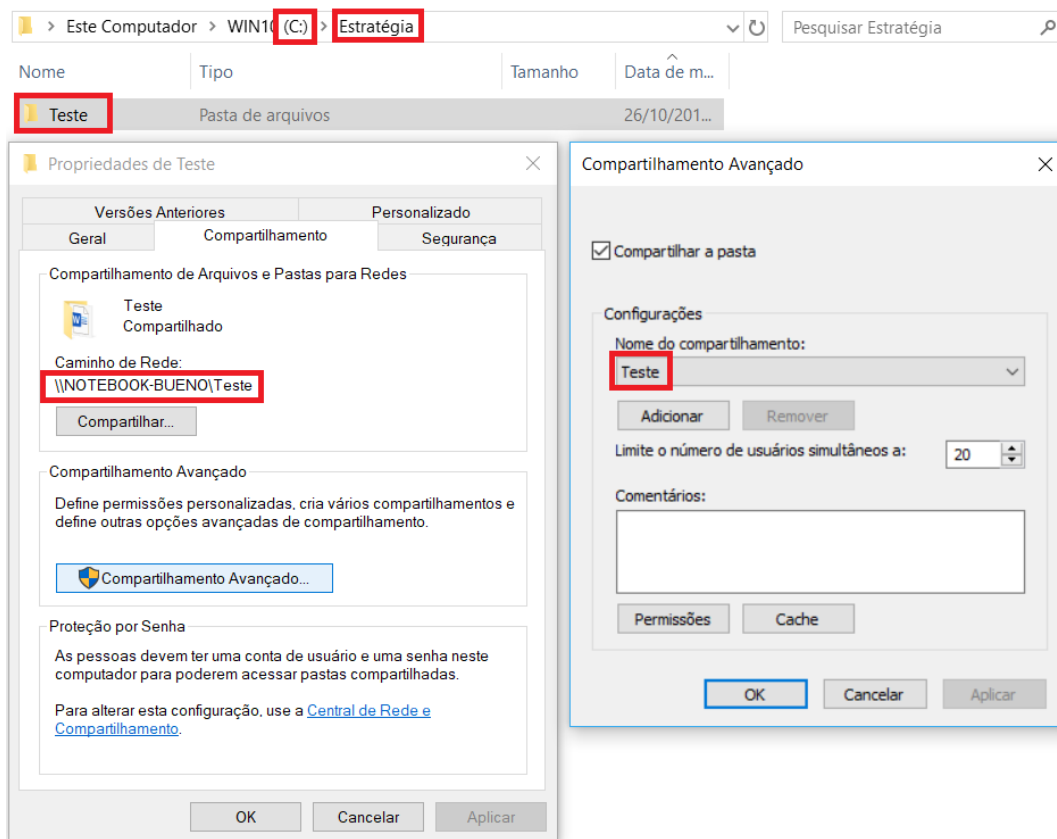 Este Computador > WIN10 (C:) > Estratégia
Pesquisar Estratégia
Nome Tipo Tamanho Data de m...
Teste Pasta de arquivos 26/10/201...
Propriedades de Teste
Versões Anteriores Personalizado
Geral Compartilhamento Segurança
Compartilhamento de Arquivos e Pastas para Redes
Teste
Compartilhado
Caminho de Rede:
\\NOTEBOOK-BUENO\Teste
Compartilhar...
Compartilhamento Avançado
Define permissões personalizadas, cria vários compartilhamentos e
define outras opções avançadas de compartilhamento.
Compartilhamento Avançado...
Proteção por Senha
As pessoas devem ter uma conta de usuário e uma senha neste
computador para poderem acessar pastas compartilhadas.
Para alterar esta configuração, use a Central de Rede e
Compartilhamento.
OK Cancelar Aplicar
Compartilhamento Avançado
Compartilhar a pasta
Configurações
Nome do compartilhamento:
Teste
Adicionar Remover
Limite o número de usuários simultâneos a: 20
Comentários:
Permissões Cache
OK Cancelar Aplicar